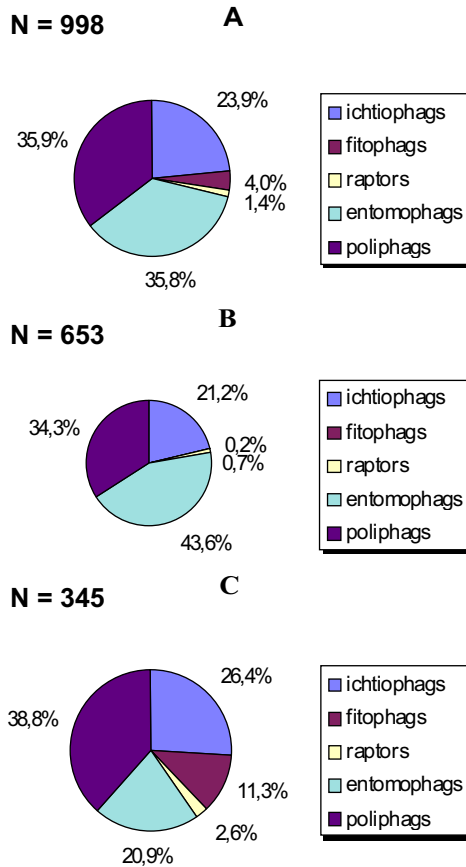 N = 998
A
23,9%
35,9%
4,0%
1,4%
35,8%
ichtiophags
fitophags
raptors
entomophags
poliphags
N = 653
B
21,2%
34,3%
0,2%
0,7%
43,6%
ichtiophags
fitophags
raptors
entomophags
poliphags
N = 345
C
26,4%
38,8%
11,3%
2,6%
20,9%
ichtiophags
fitophags
raptors
entomophags
poliphags